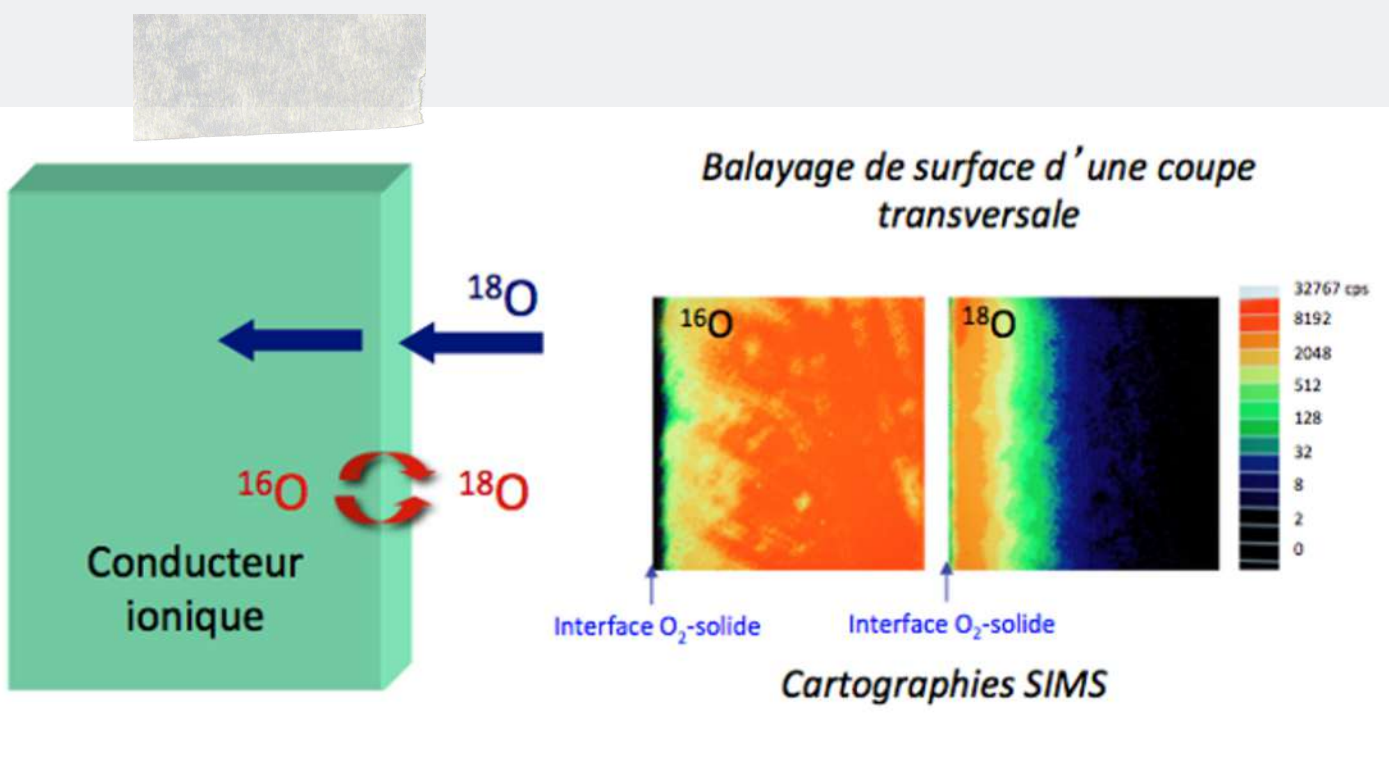 Balayage de surface d’une coupe
transversale
¹⁸O
¹⁶O
¹⁸O
Conducteur
ionique
¹⁶O
¹⁸O
32767 cps
8192
2048
512
128
32
8
2
0
Interface O₂-solide
Interface O₂-solide
Cartographies SIMS